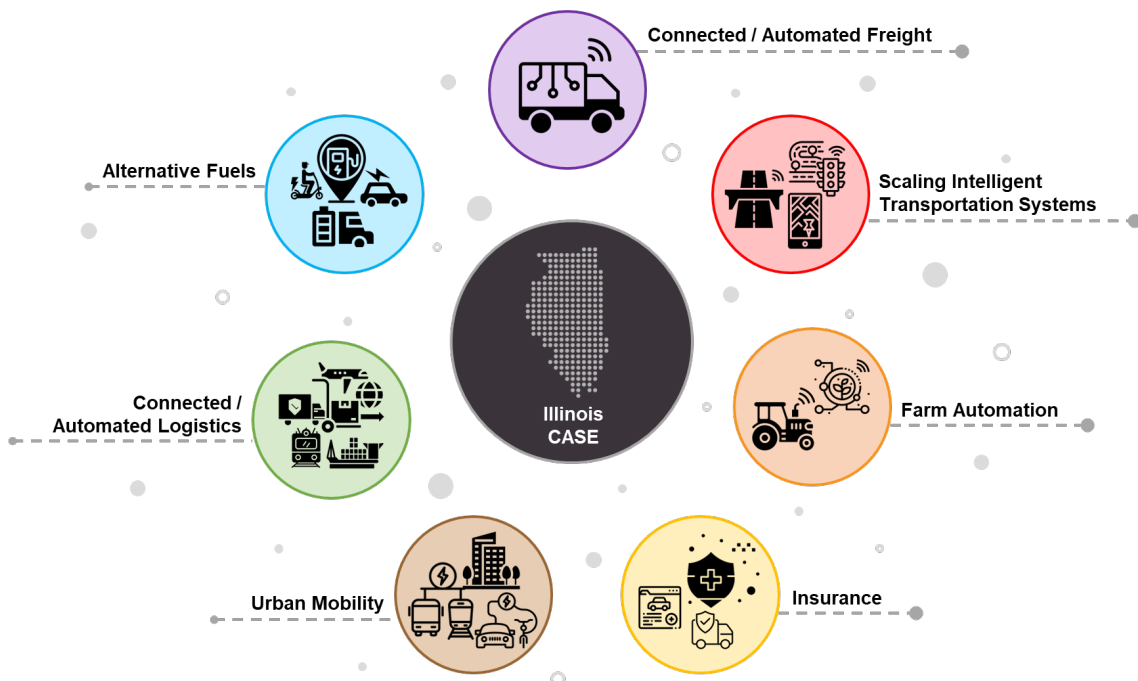 Connected / Automated Freight
Alternative Fuels
Scaling Intelligent
Transportation Systems
Illinois
CASE
Connected /
Automated Logistics
Farm Automation
Urban Mobility
Insurance